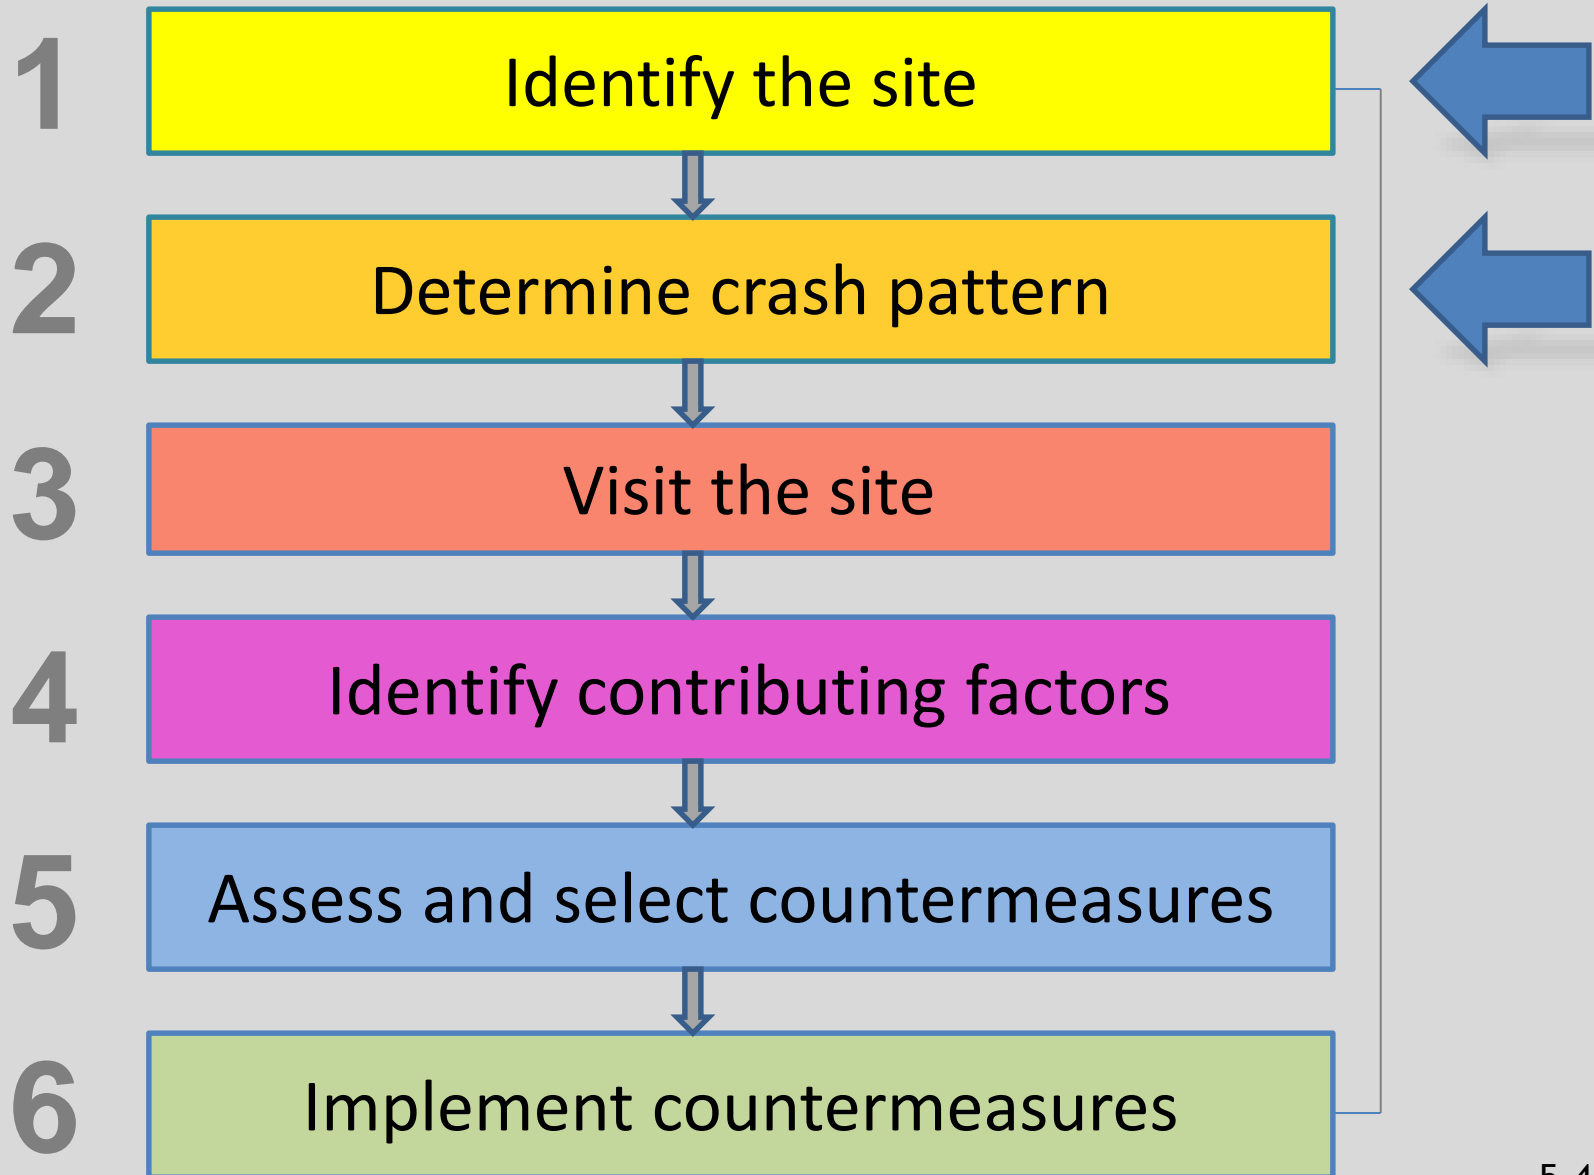 1 Identify the site
2 Determine crash pattern
3 Visit the site
4 Identify contributing factors
5 Assess and select countermeasures
6 Implement countermeasures